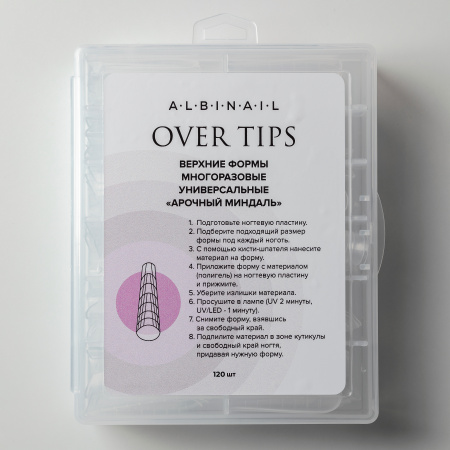 A·L·B·I·N·A·I·L
OVER TIPS
ВЕРХНИЕ ФОРМЫ
МНОГОРАЗОВЫЕ
УНИВЕРСАЛЬНЫЕ
«АРОЧНЫЙ МИНДАЛЬ»
1. Подготовьте ногтевую пластину.
2. Подберите подходящий размер
формы под каждый ноготь.
3. С помощью кисти-шпателя нанесите
материал на форму.
4. Приложите форму с материалом
(полигель) на ногтевую пластину
и прижмите.
5. Уберите излишки материала.
6. Просушите в лампе (UV 2 минуты,
UV/LED - 1 минуту).
7. Снимите форму, взявшись
за свободный край.
8. Подпилите материал в зоне кутикулы
и свободный край ногтя,
придавая нужную форму.
120 шт